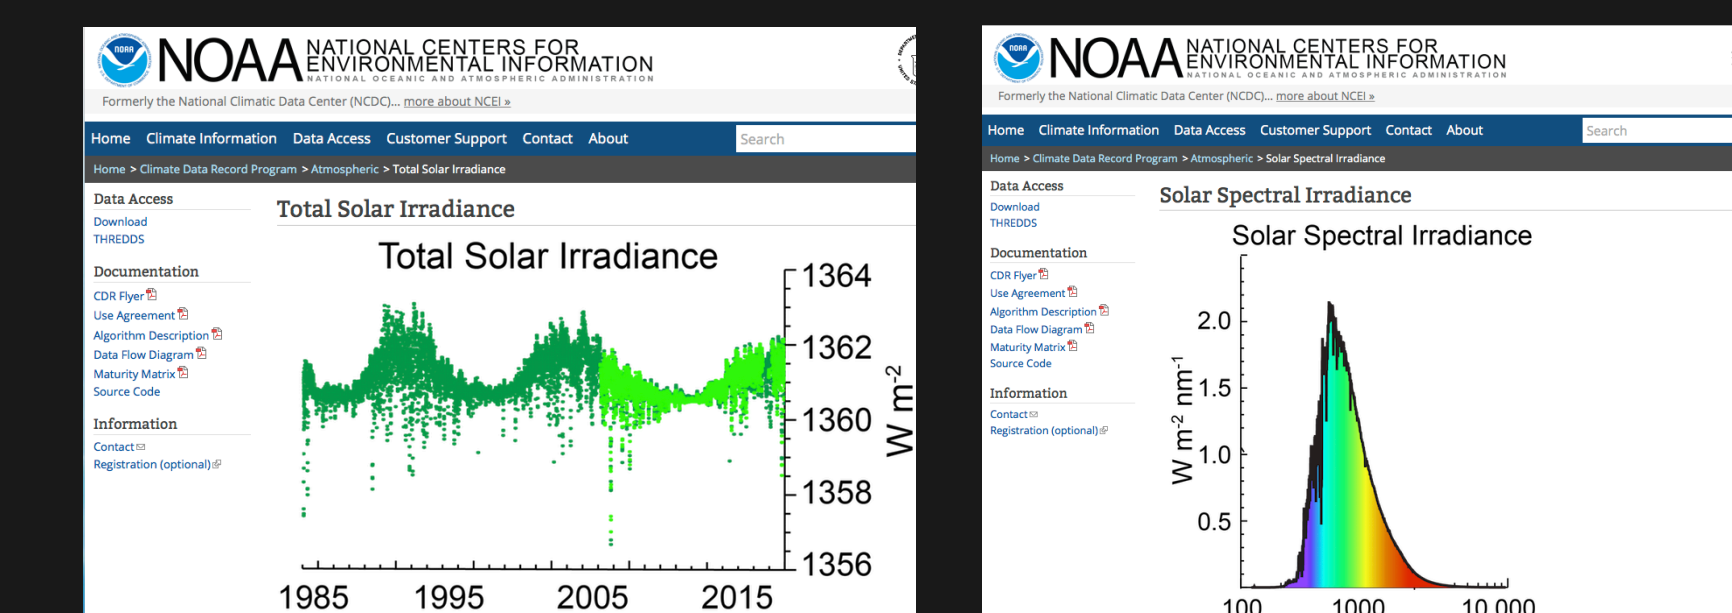 NOAA NATIONAL CENTERS FOR
ENVIRONMENTAL INFORMATION
NATIONAL OCEANIC AND ATMOSPHERIC ADMINISTRATION
Formerly the National Climatic Data Center (NCDC)... more about NCEI »
Home Climate Information Data Access Customer Support Contact About Search
Home > Climate Data Record Program > Atmospheric > Total Solar Irradiance
Data Access
Download
THREDDS
Documentation
CDR Flyer
Use Agreement
Algorithm Description
Data Flow Diagram
Maturity Matrix
Source Code
Information
Contact
Registration (optional)
Total Solar Irradiance
Total Solar Irradiance
1364
1362
1360
1358
1356
W m-2
1985 1995 2005 2015
NOAA NATIONAL CENTERS FOR
ENVIRONMENTAL INFORMATION
NATIONAL OCEANIC AND ATMOSPHERIC ADMINISTRATION
Formerly the National Climatic Data Center (NCDC)... more about NCEI »
Home Climate Information Data Access Customer Support Contact About Search
Home > Climate Data Record Program > Atmospheric > Solar Spectral Irradiance
Data Access
Download
THREDDS
Documentation
CDR Flyer
Use Agreement
Algorithm Description
Data Flow Diagram
Maturity Matrix
Source Code
Information
Contact
Registration (optional)
Solar Spectral Irradiance
Solar Spectral Irradiance
2.0
1.5
1.0
0.5
W m-2 nm-1
100 1000 10 000